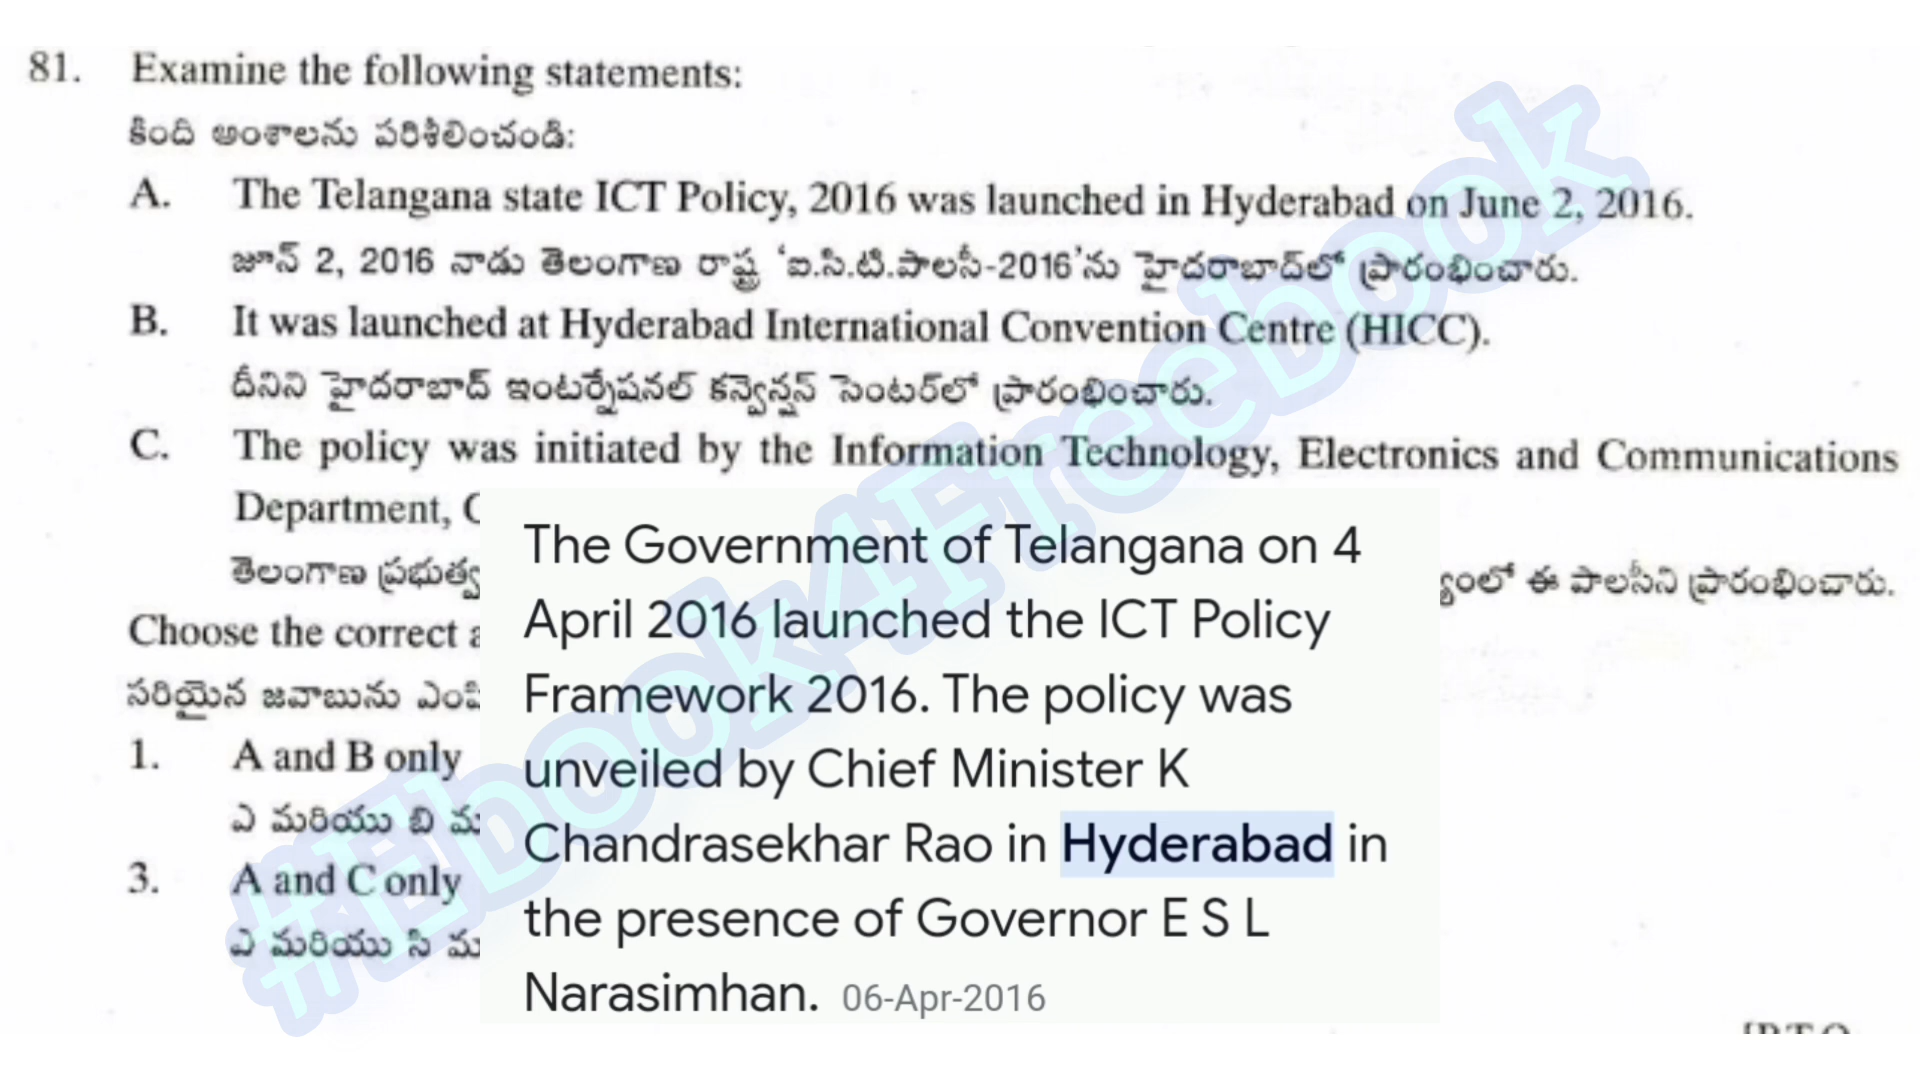 81. Examine the following statements:
కింది అంశాలను పరిశీలించండి:
A. The Telangana state ICT Policy, 2016 was launched in Hyderabad on June 2, 2016.
జూన్ 2, 2016 నాడు తెలంగాణ రాష్ట్ర ‘ఐ.సి.టి.పాలసీ-2016’ను హైదరాబాద్‌లో ప్రారంభించారు.
B. It was launched at Hyderabad International Convention Centre (HICC).
దీనిని హైదరాబాద్ ఇంటర్నేషనల్ కన్వెన్షన్ సెంటర్‌లో ప్రారంభించారు.
C. The policy was initiated by the Information Technology, Electronics and Communications
Department,
తెలంగాణ ప్రభుత్వ ఈ పాలసీని ప్రారంభించారు.
Choose the correct
సరియైన జవాబును
1. A and B only
ఎ మరియు బి
3. A and C only
ఎ మరియు సి
The Government of Telangana on 4
April 2016 launched the ICT Policy
Framework 2016. The policy was
unveiled by Chief Minister K
Chandrasekhar Rao in Hyderabad in
the presence of Governor E S L
Narasimhan. 06-Apr-2016
#Ebook4Freebook